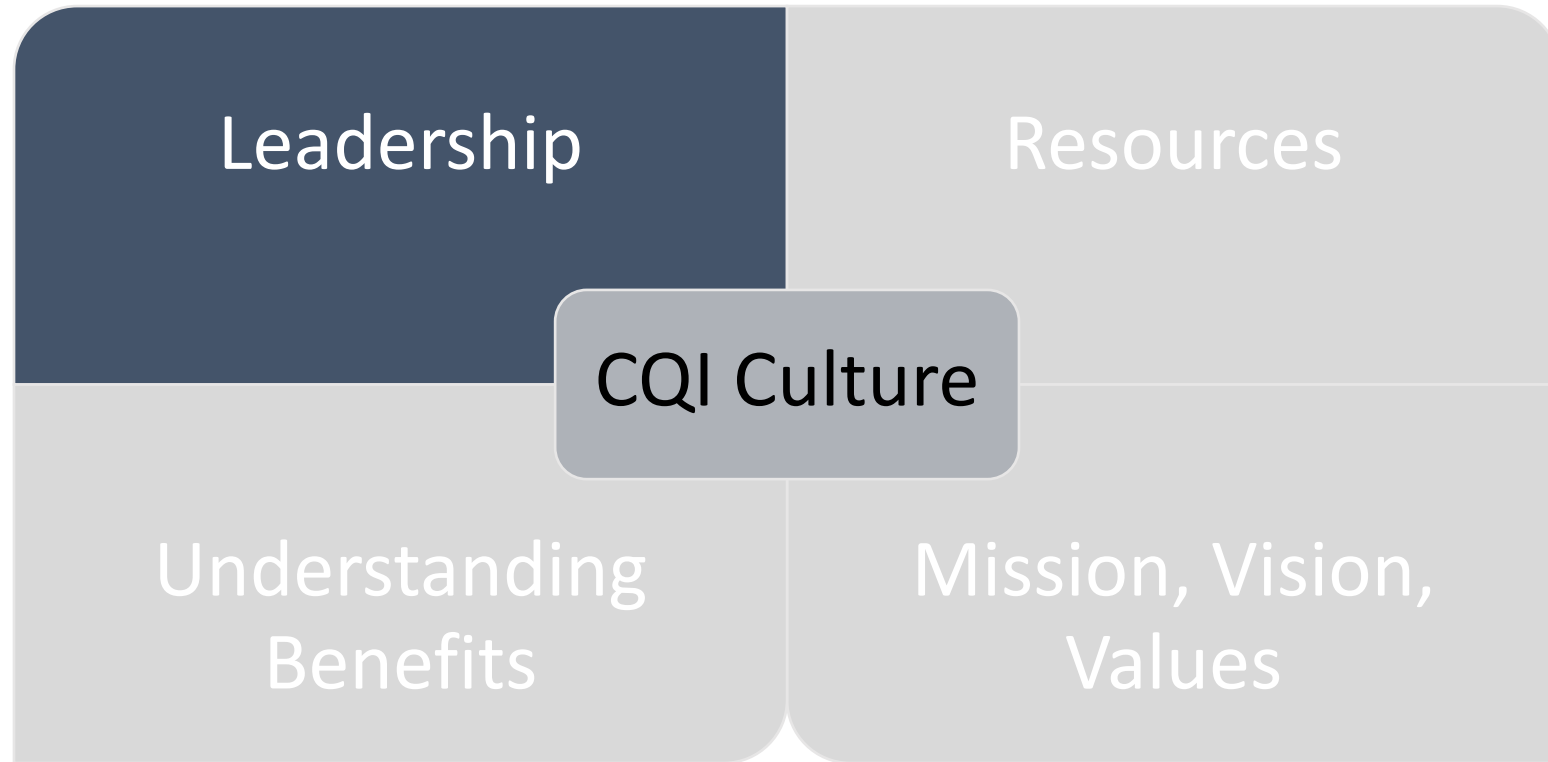 Leadership
Resources
CQI Culture
Understanding
Benefits
Mission, Vision,
Values